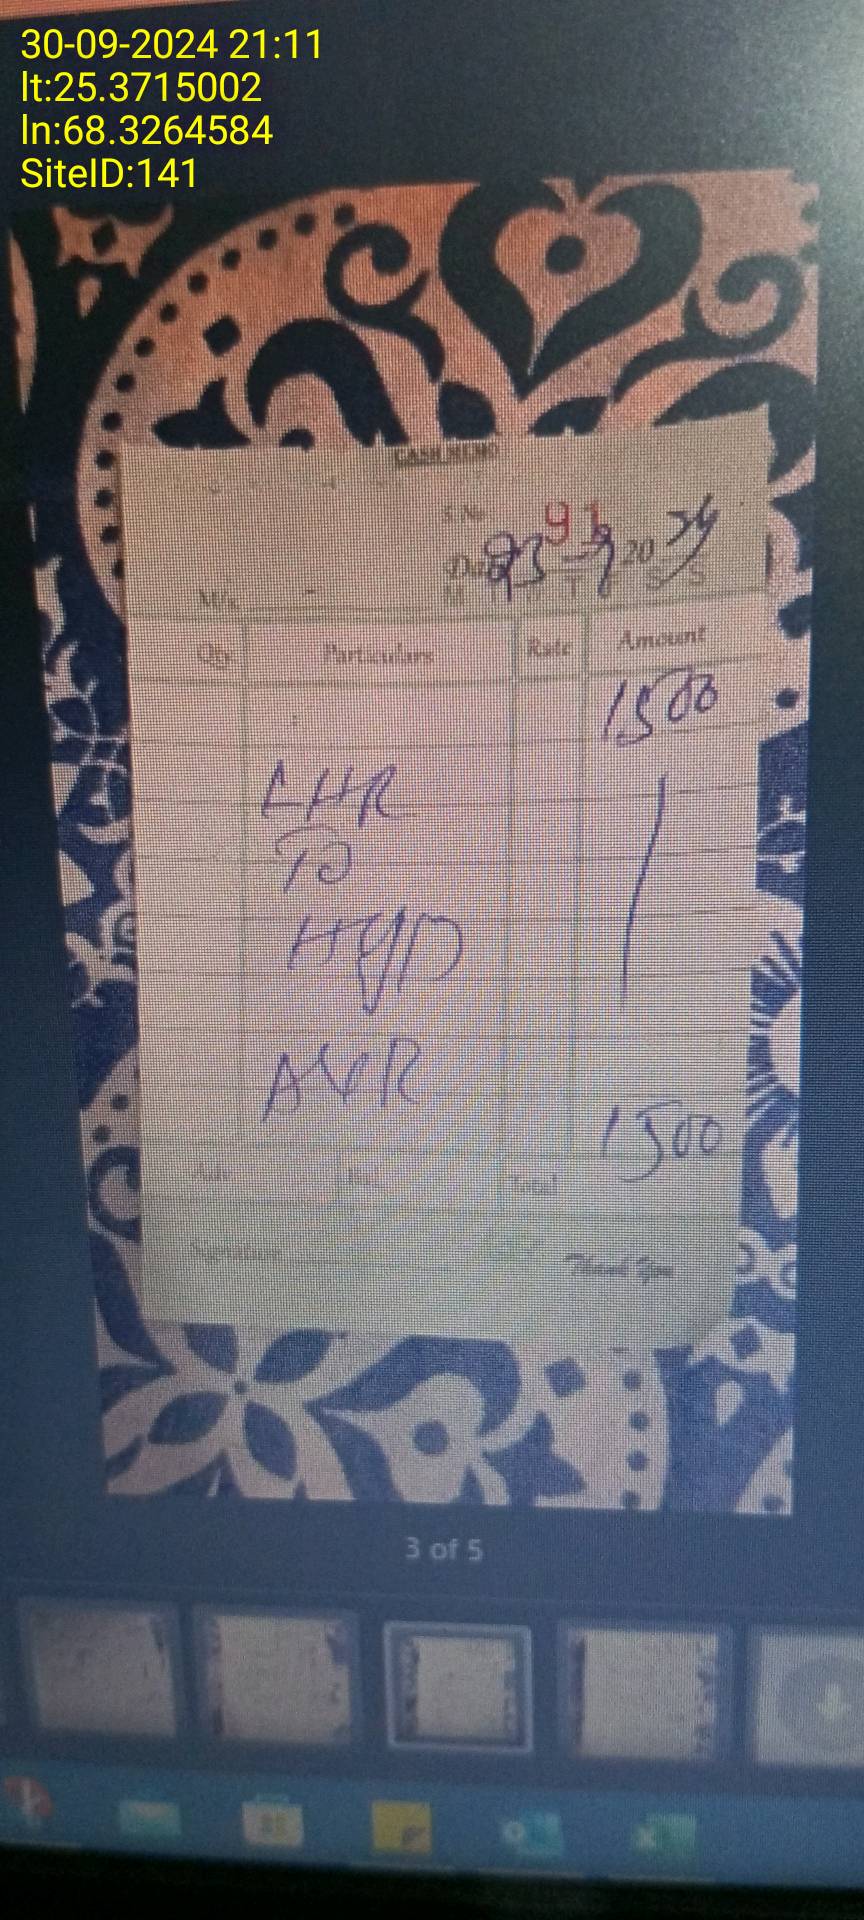 30-09-2024 21:11
lt:25.3715002
ln:68.3264584
SiteID:141
CASH MEMO
S.No 91
Date 23-9 2024
M/s.
Qty Particulars Rate Amount
1500
LHR
TO
HYD
1500
Total
Signature
Thank You
3 of 5